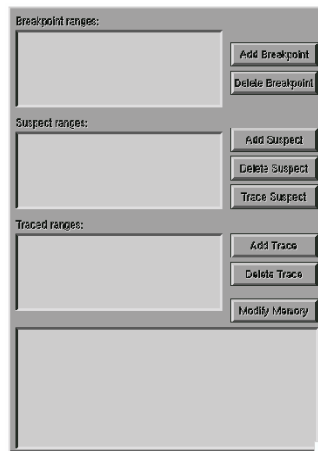 Breakpoint ranges:
Add Breakpoint
Delete Breakpoint
Suspect ranges:
Add Suspect
Delete Suspect
Trace Suspect
Traced ranges:
Add Trace
Delete Trace
Modify Memory